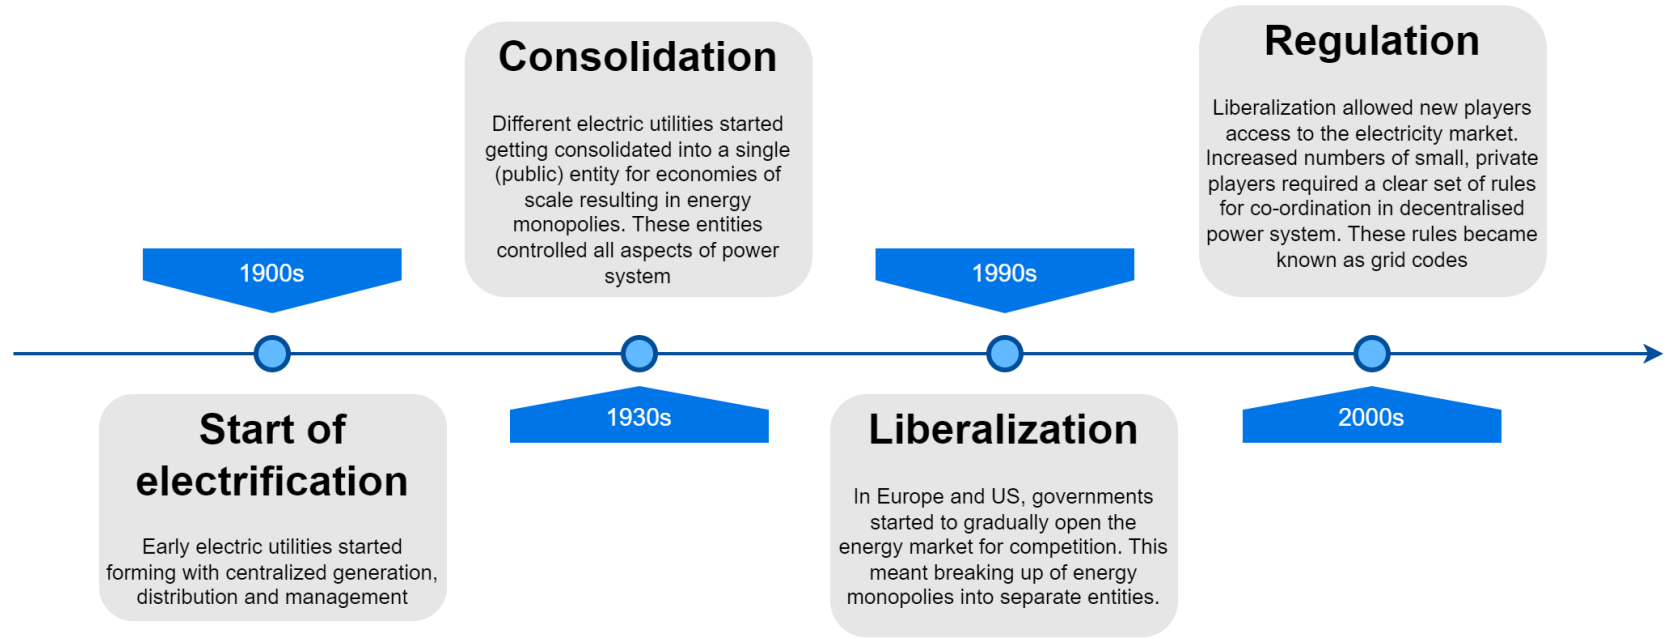 1900s
Start of
electrification
Early electric utilities started
forming with centralized generation,
distribution and management
Consolidation
Different electric utilities started
getting consolidated into a single
(public) entity for economies of
scale resulting in energy
monopolies. These entities
controlled all aspects of power
system
1930s
1990s
Liberalization
In Europe and US, governments
started to gradually open the
energy market for competition. This
meant breaking up of energy
monopolies into separate entities.
Regulation
Liberalization allowed new players
access to the electricity market.
Increased numbers of small, private
players required a clear set of rules
for co-ordination in decentralised
power system. These rules became
known as grid codes
2000s